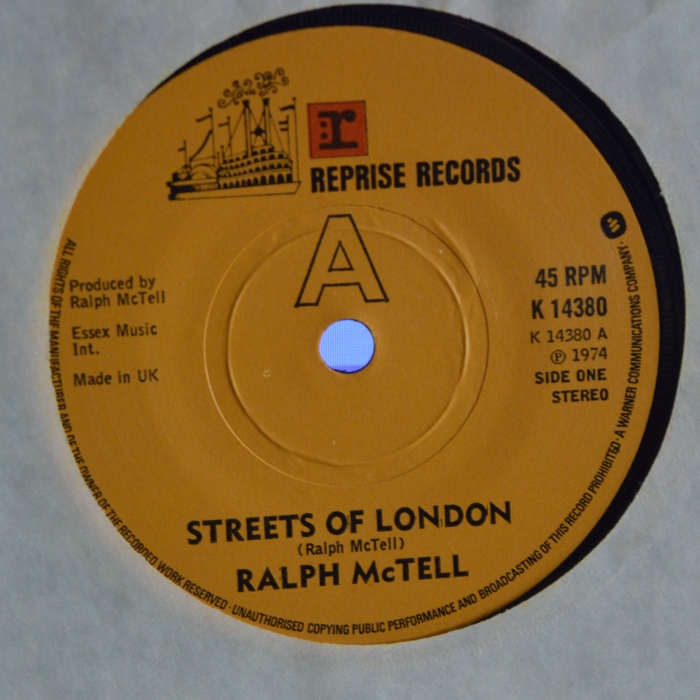 r
REPRISE RECORDS
A
Produced by
Ralph McTell
Essex Music
Int.
Made in UK
45 RPM
K 14380
K 14380 A
℗ 1974
SIDE ONE
STEREO
STREETS OF LONDON
(Ralph McTell)
RALPH McTELL
ALL RIGHTS OF THE MANUFACTURER AND OF THE OWNER OF THE RECORDED WORK RESERVED · UNAUTHORISED COPYING PUBLIC PERFORMANCE AND BROADCASTING OF THIS RECORD PROHIBITED · A WARNER COMMUNICATIONS COMPANY ·